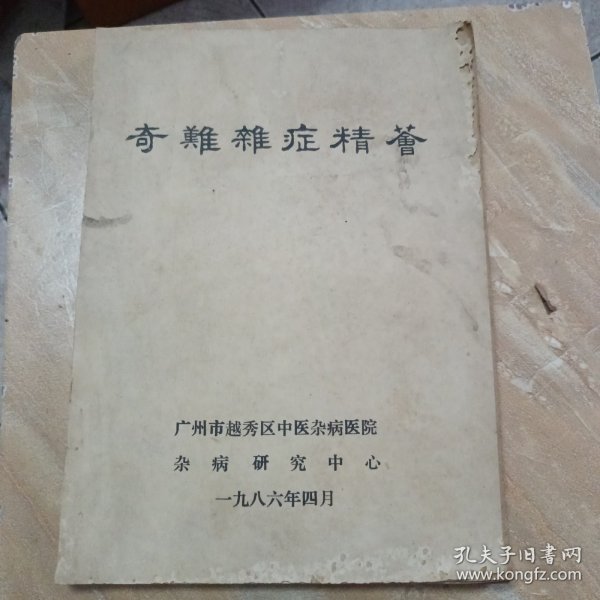 奇難雜症精薈
广州市越秀区中医杂病医院
杂病研究中心
一九八六年四月
孔夫子旧書网
www.kongfz.com